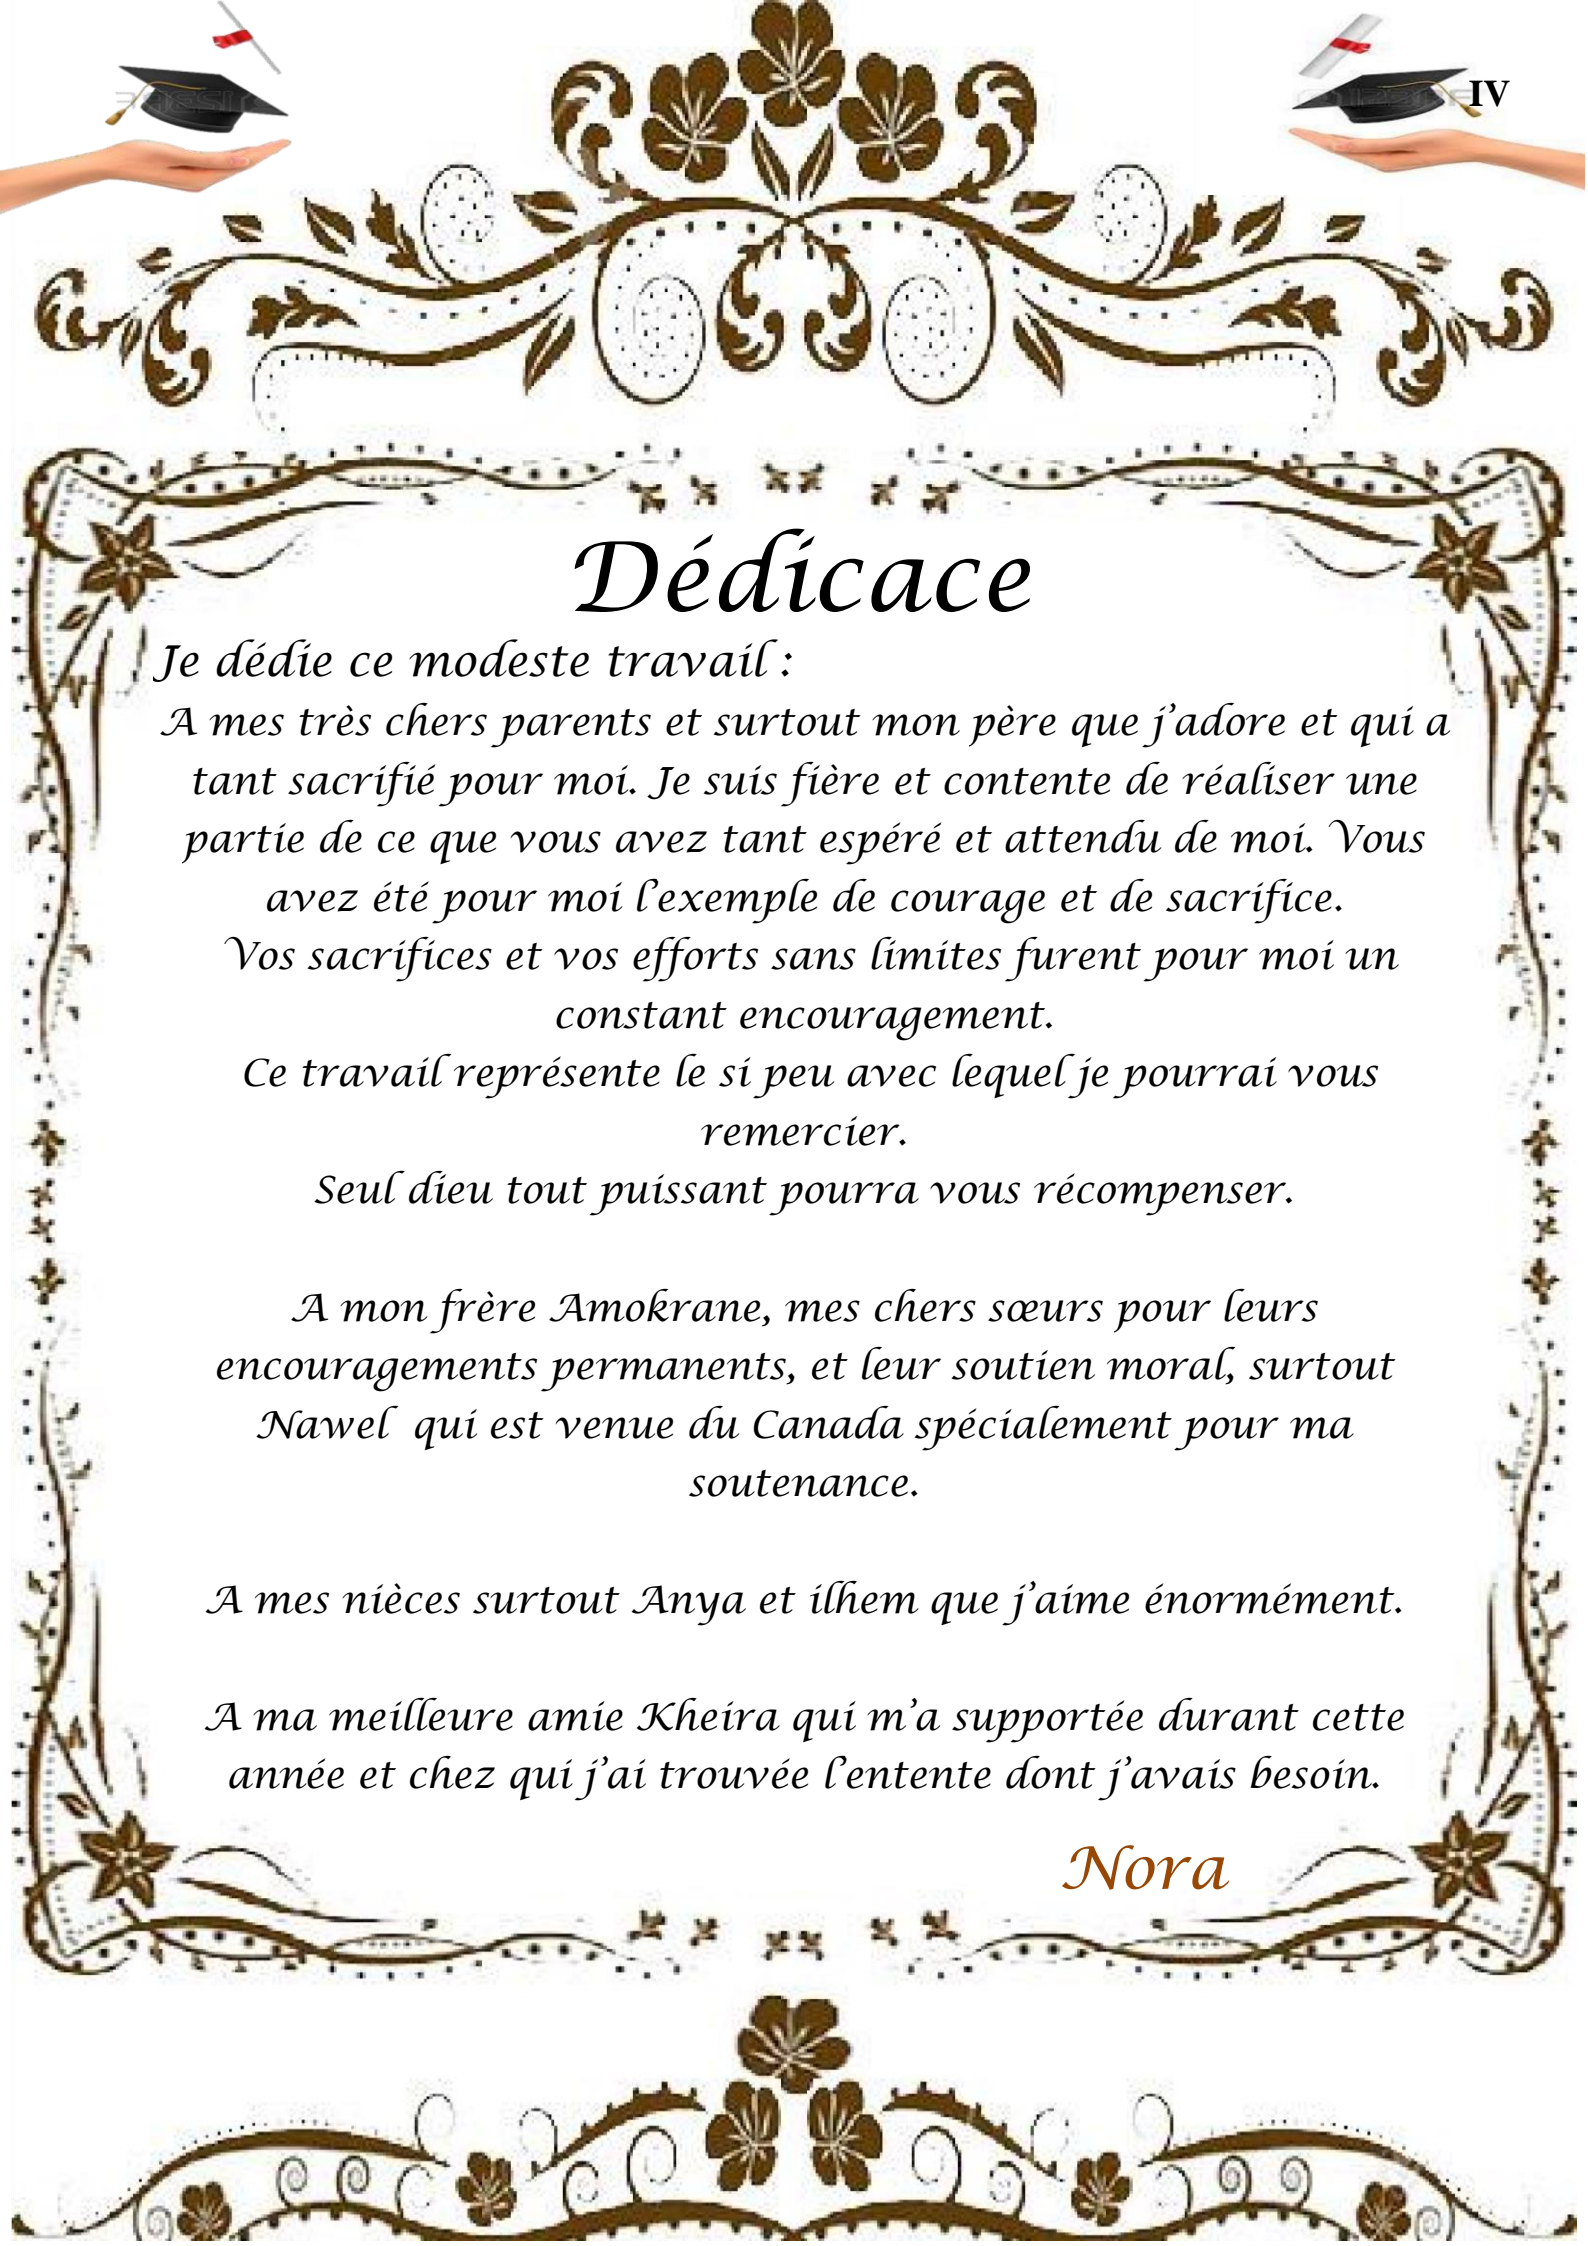 IV
Dédicace
Je dédie ce modeste travail :
A mes très chers parents et surtout mon père que j’adore et qui a
tant sacrifié pour moi. Je suis fière et contente de réaliser une
partie de ce que vous avez tant espéré et attendu de moi. Vous
avez été pour moi l’exemple de courage et de sacrifice.
Vos sacrifices et vos efforts sans limites furent pour moi un
constant encouragement.
Ce travail représente le si peu avec lequel je pourrai vous
remercier.
Seul dieu tout puissant pourra vous récompenser.
A mon frère Amokrane, mes chers sœurs pour leurs
encouragements permanents, et leur soutien moral, surtout
Nawel qui est venue du Canada spécialement pour ma
soutenance.
A mes nièces surtout Anya et ilhem que j’aime énormément.
A ma meilleure amie Kheira qui m’a supportée durant cette
année et chez qui j’ai trouvée l’entente dont j’avais besoin.
Nora